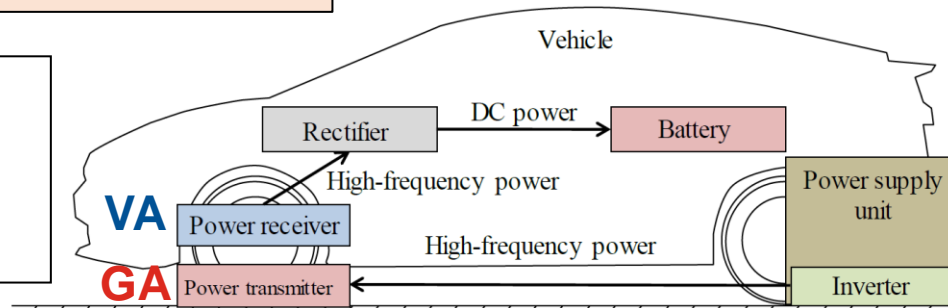 Vehicle
DC power
Rectifier
Battery
High-frequency power
Power supply
unit
VA
Power receiver
High-frequency power
GA
Power transmitter
Inverter